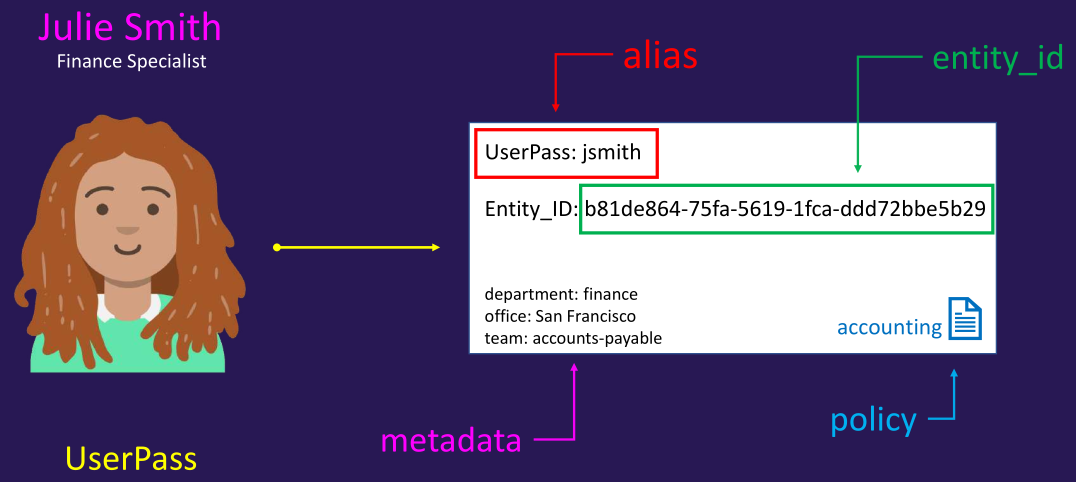 Julie Smith
Finance Specialist
alias
entity_id
UserPass: jsmith
Entity_ID: b81de864-75fa-5619-1fca-ddd72bbe5b29
department: finance
office: San Francisco
team: accounts-payable
accounting
metadata
policy
UserPass